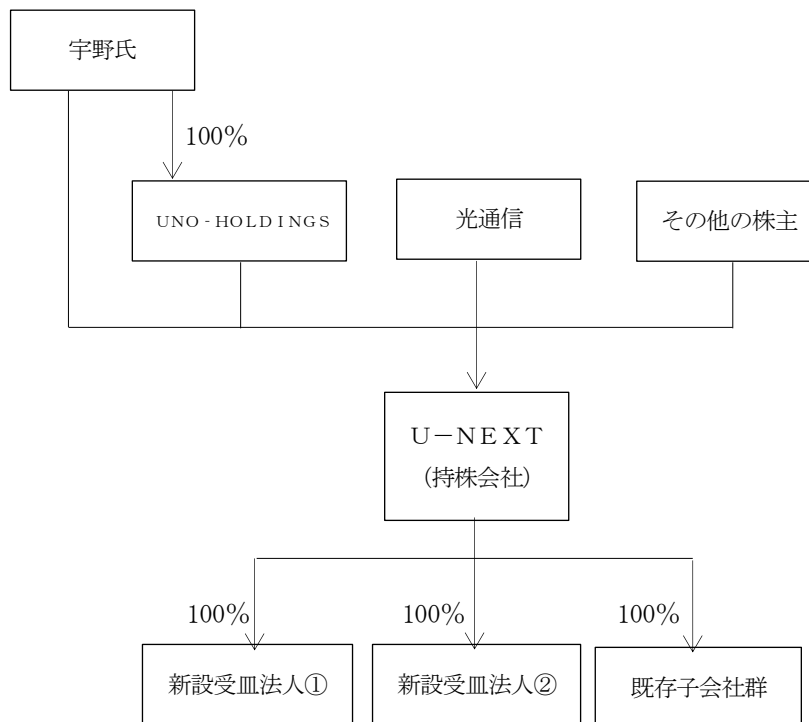 宇野氏
100%
ＵＮＯ-ＨＯＬＤＩＮＧＳ
光通信
その他の株主
Ｕ－ＮＥＸＴ
(持株会社)
100%
100%
100%
新設受皿法人①
新設受皿法人②
既存子会社群